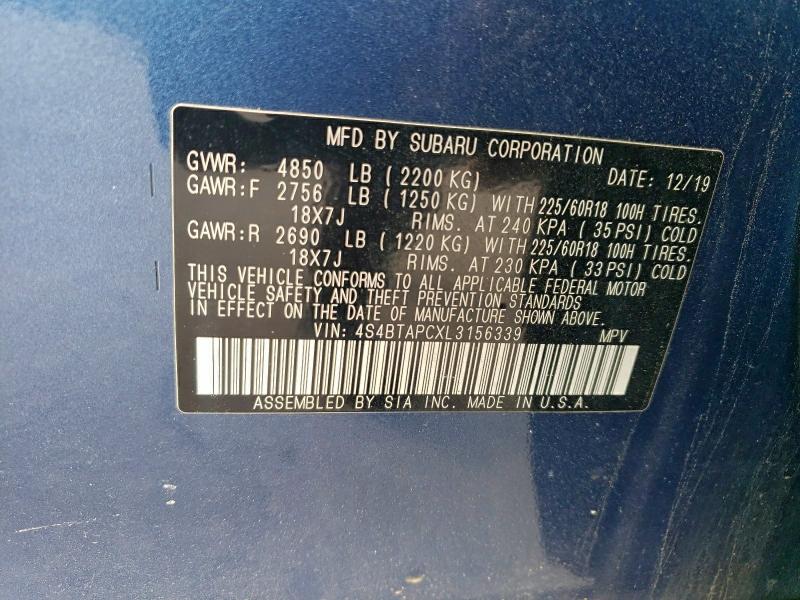 MFD BY SUBARU CORPORATION
GVWR: 4850 LB ( 2200 KG) DATE: 12/19
GAWR:F 2756 LB ( 1250 KG) WITH 225/60R18 100H TIRES.
18X7J RIMS. AT 240 KPA ( 35 PSI) COLD
GAWR:R 2690 LB ( 1220 KG) WITH 225/60R18 100H TIRES.
18X7J RIMS. AT 230 KPA ( 33 PSI) COLD
THIS VEHICLE CONFORMS TO ALL APPLICABLE FEDERAL MOTOR
VEHICLE SAFETY AND THEFT PREVENTION STANDARDS
IN EFFECT ON THE DATE OF MANUFACTURE SHOWN ABOVE.
VIN: 4S4BTAPCXL3156339 MPV
ASSEMBLED BY SIA INC. MADE IN U.S.A.